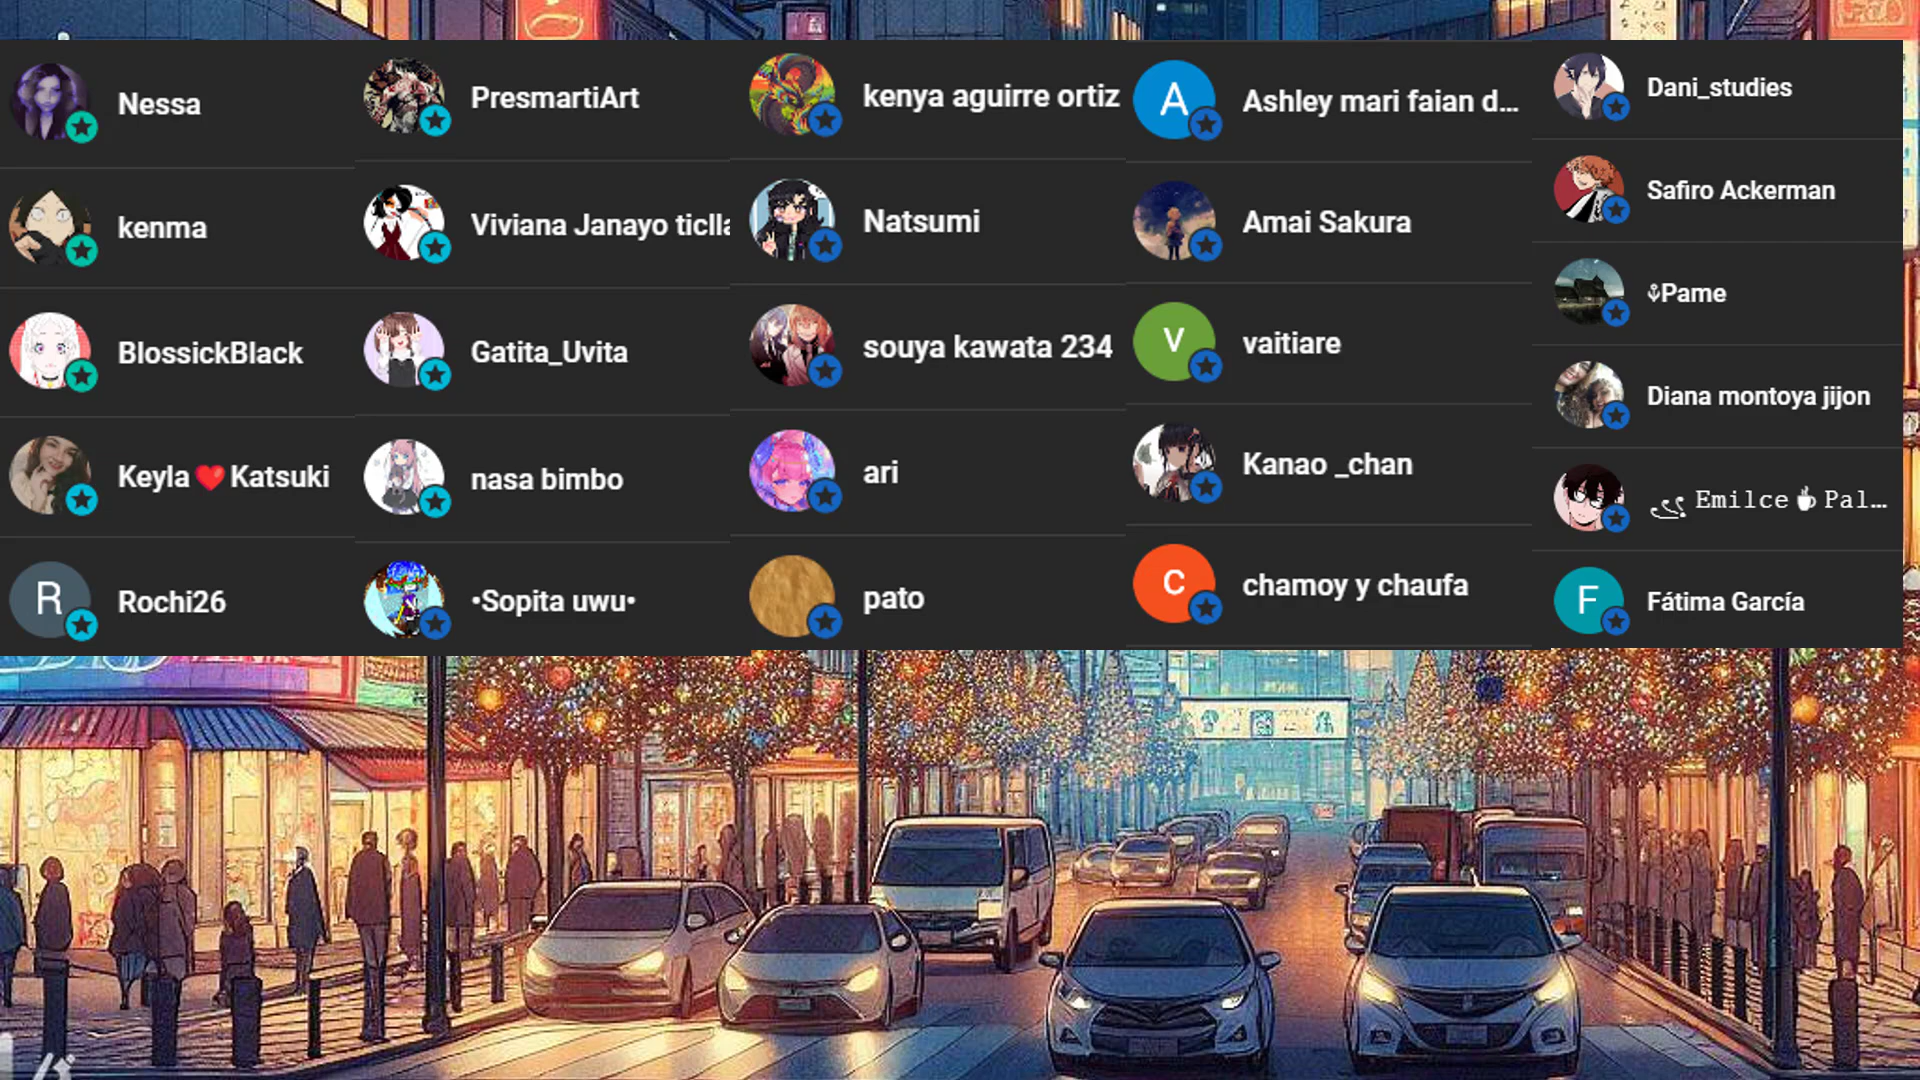 Nessa
kenma
BlossickBlack
Keyla❤️Katsuki
R
Rochi26
PresmartiArt
Viviana Janayo ticlla
Gatita_Uvita
nasa bimbo
•Sopita uwu•
kenya aguirre ortiz
Natsumi
souya kawata 234
ari
pato
A
Ashley mari faian d...
Amai Sakura
V
vaitiare
Kanao _chan
C
chamoy y chaufa
Dani_studies
Safiro Ackerman
⚘Pame
Diana montoya jijon
Emilce☕Pal...
F
Fátima García